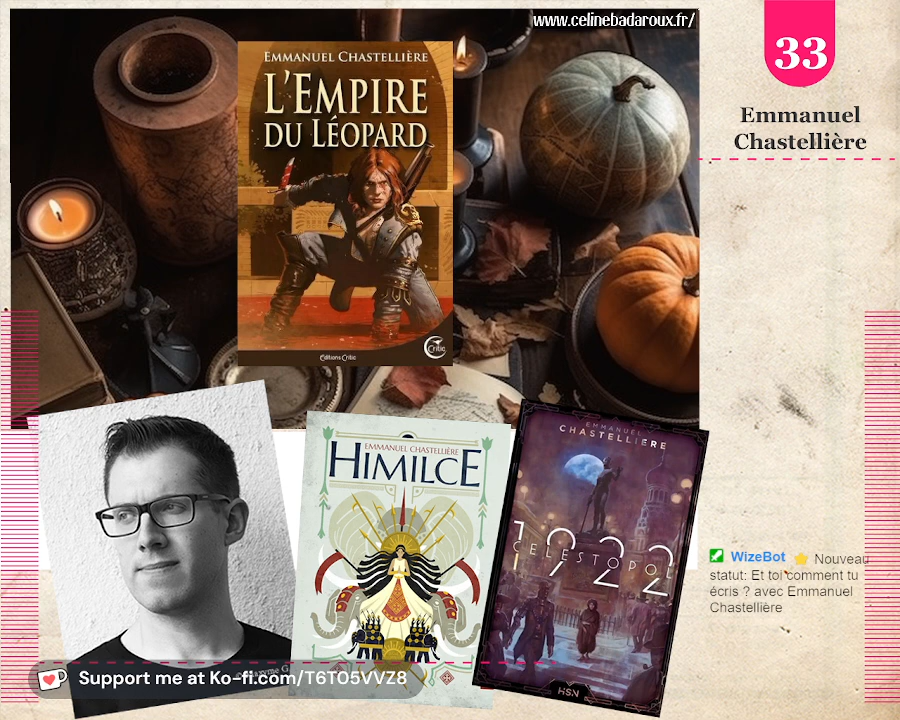 www.celinebadaroux.fr/
33
Emmanuel
Chastellière
EMMANUEL CHASTELLIÈRE
L'EMPIRE
DU LÉOPARD
Éditions Critic
Critic
EMMANUEL CHASTELLIÈRE
HIMILCE
EMMANUEL
CHASTELLIERE
1922
CELESTOPOL
HSN
WizeBot Nouveau
statut: Et toi comment tu
écris ? avec Emmanuel
Chastellière
Support me at Ko-fi.com/T6T05VVZ8